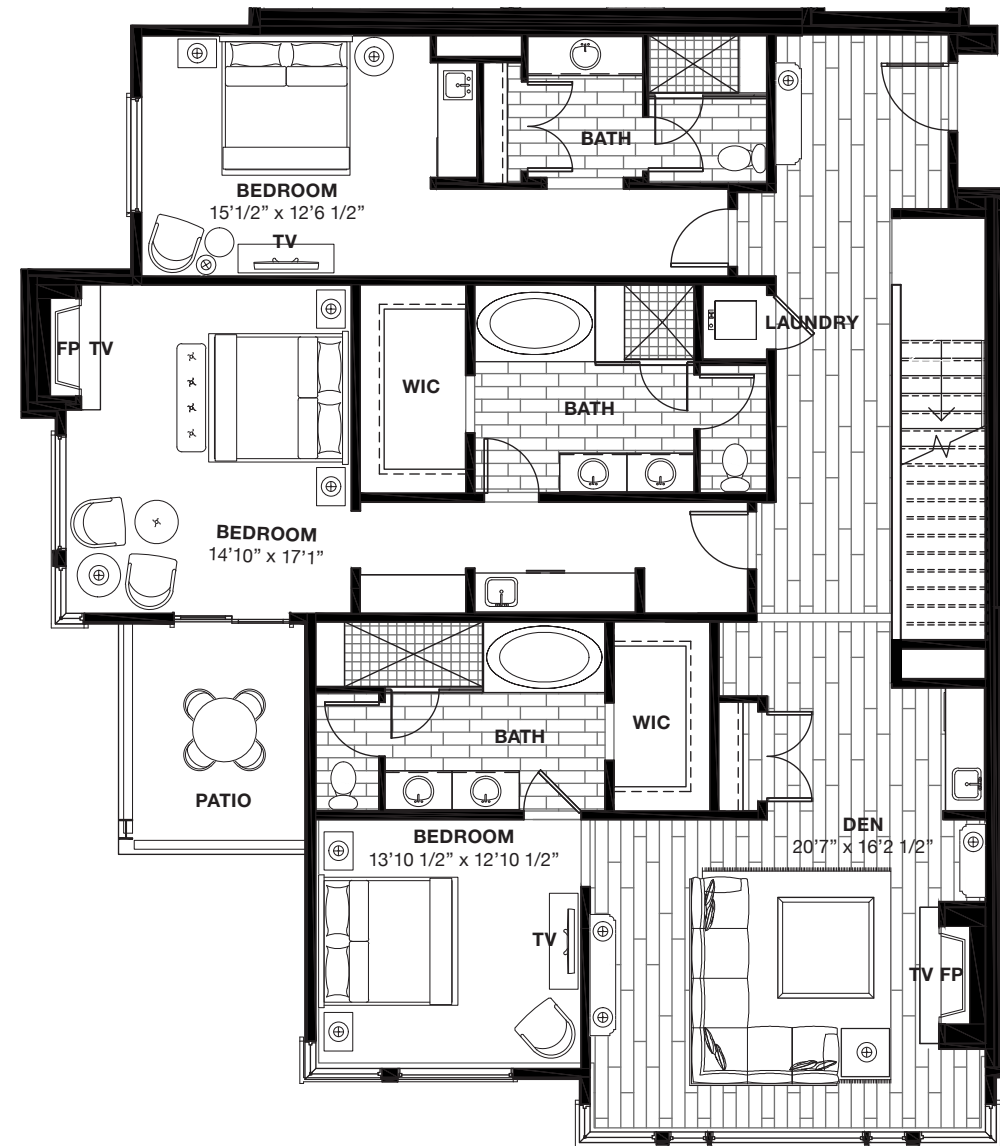 BATH
BEDROOM
15'1/2” x 12'6 1/2”
TV
LAUNDRY
FP TV
WIC
BATH
BEDROOM
14'10” x 17'1”
WIC
BATH
PATIO
BEDROOM
13'10 1/2” x 12'10 1/2”
DEN
20'7” x 16'2 1/2”
TV
TV FP